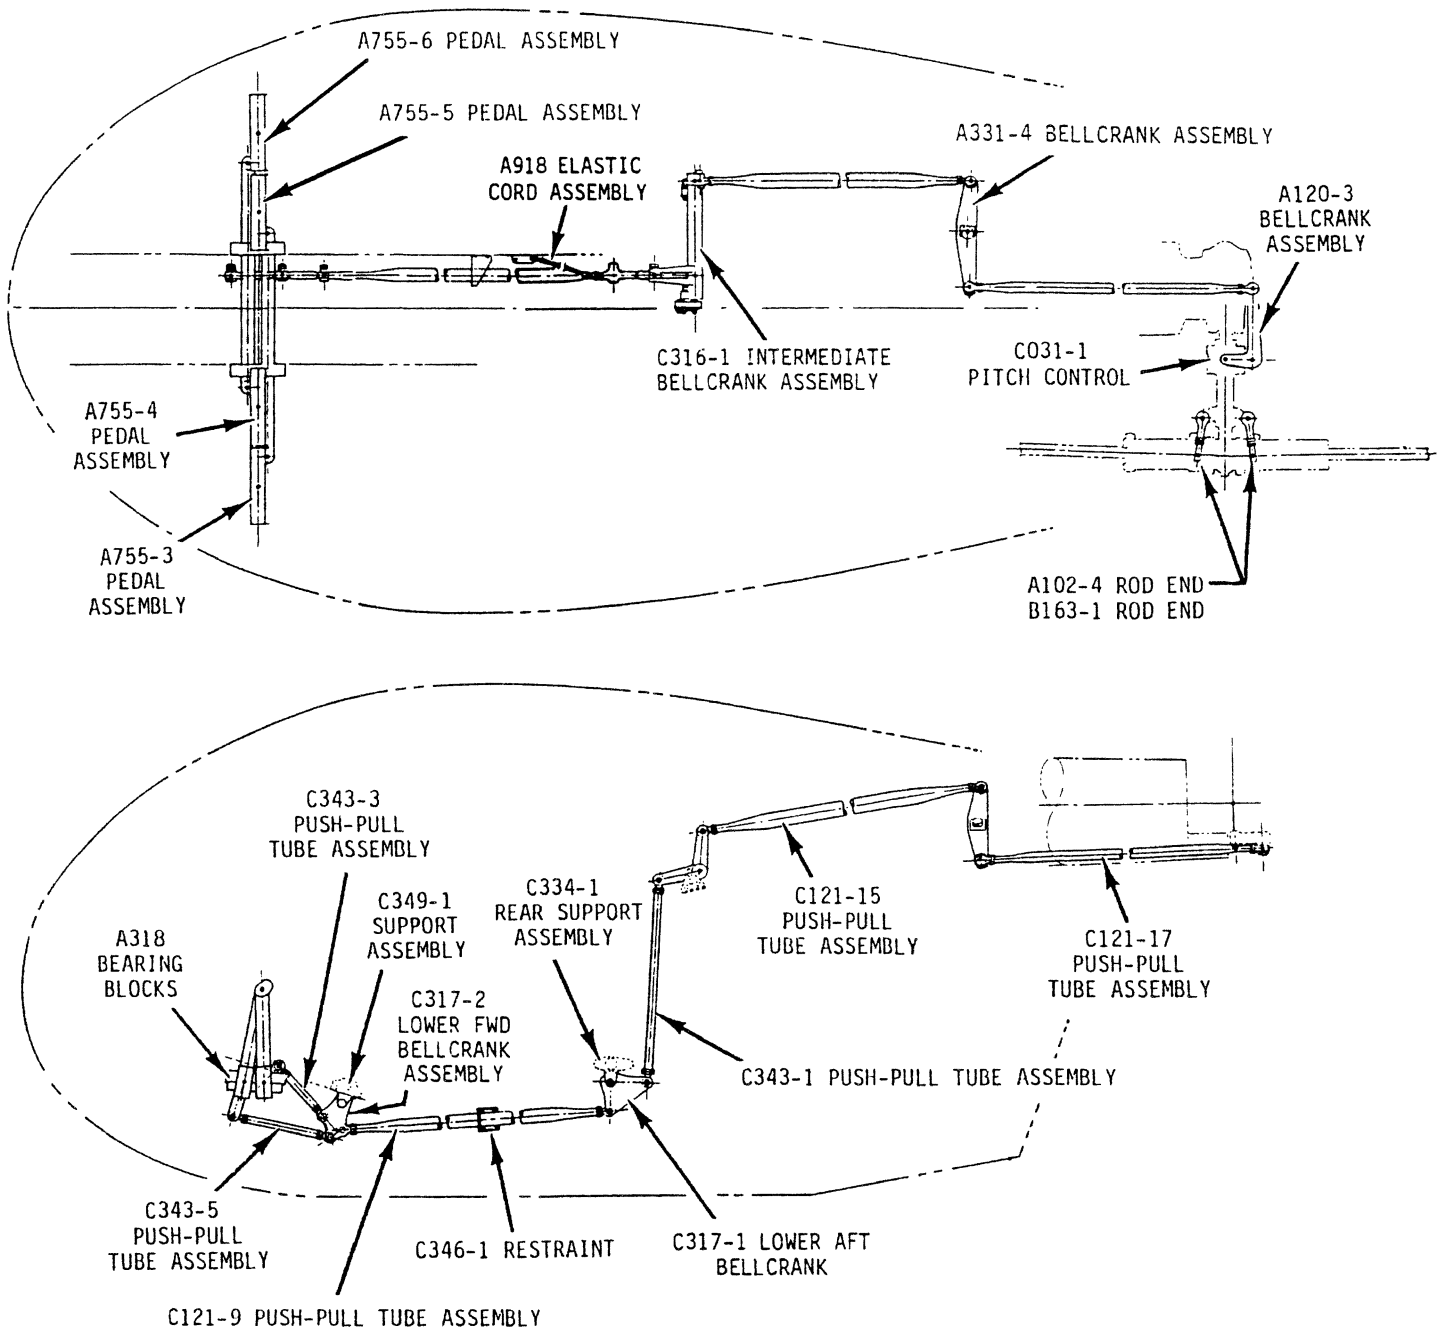 A755-6 PEDAL ASSEMBLY
A755-5 PEDAL ASSEMBLY
A331-4 BELLCRANK ASSEMBLY
A918 ELASTIC
CORD ASSEMBLY
A120-3
BELLCRANK
ASSEMBLY
C316-1 INTERMEDIATE
BELLCRANK ASSEMBLY
C031-1
PITCH CONTROL
A755-4
PEDAL
ASSEMBLY
A755-3
PEDAL
ASSEMBLY
A102-4 ROD END
B163-1 ROD END
C343-3
PUSH-PULL
TUBE ASSEMBLY
C349-1
SUPPORT
ASSEMBLY
C334-1
REAR SUPPORT
ASSEMBLY
C121-15
PUSH-PULL
TUBE ASSEMBLY
A318
BEARING
BLOCKS
C121-17
PUSH-PULL
TUBE ASSEMBLY
C317-2
LOWER FWD
BELLCRANK
ASSEMBLY
C343-1 PUSH-PULL TUBE ASSEMBLY
C343-5
PUSH-PULL
TUBE ASSEMBLY
C346-1 RESTRAINT
C317-1 LOWER AFT
BELLCRANK
C121-9 PUSH-PULL TUBE ASSEMBLY